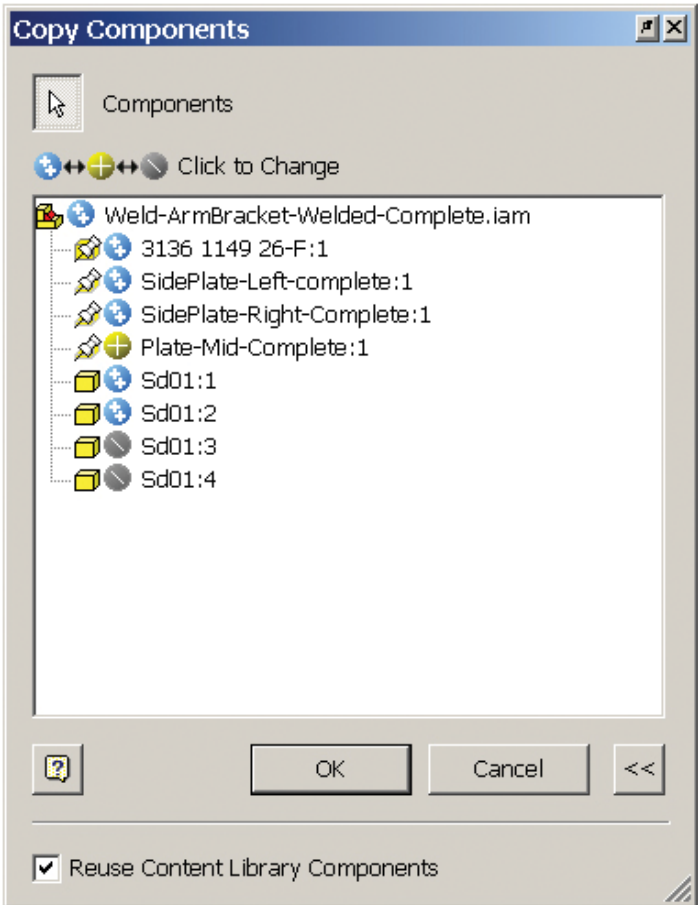 Copy Components
Components
Click to Change
Weld-ArmBracket-Welded-Complete.iam
3136 1149 26-F:1
SidePlate-Left-complete:1
SidePlate-Right-Complete:1
Plate-Mid-Complete:1
Sd01:1
Sd01:2
Sd01:3
Sd01:4
OK Cancel <<
Reuse Content Library Components